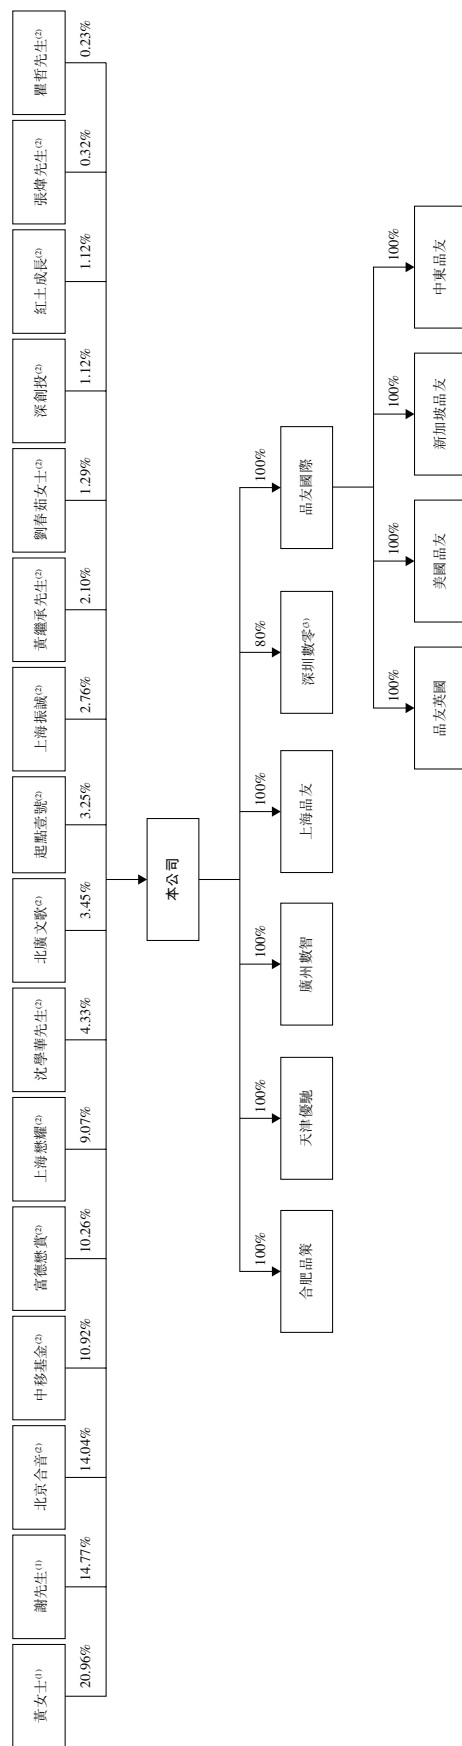 黃女士(1)
20.96%
謝先生(1)
14.77%
北京合音(2)
14.04%
中移基金(2)
10.92%
富德懋賞(2)
10.26%
上海懋耀(2)
9.07%
沈學華先生(2)
4.33%
北廣文歌(2)
3.45%
起點壹號(2)
3.25%
上海振誠(2)
2.76%
黃繼承先生(2)
2.10%
劉春茹女士(2)
1.29%
深創投(2)
1.12%
紅土成長(2)
1.12%
張煒先生(2)
0.32%
瞿哲先生(2)
0.23%
本公司
100%
合肥品策
100%
天津優馳
100%
廣州數智
100%
上海品友
80%
深圳數零(3)
100%
品友國際
100%
品友英國
100%
美國品友
100%
新加坡品友
100%
中東品友